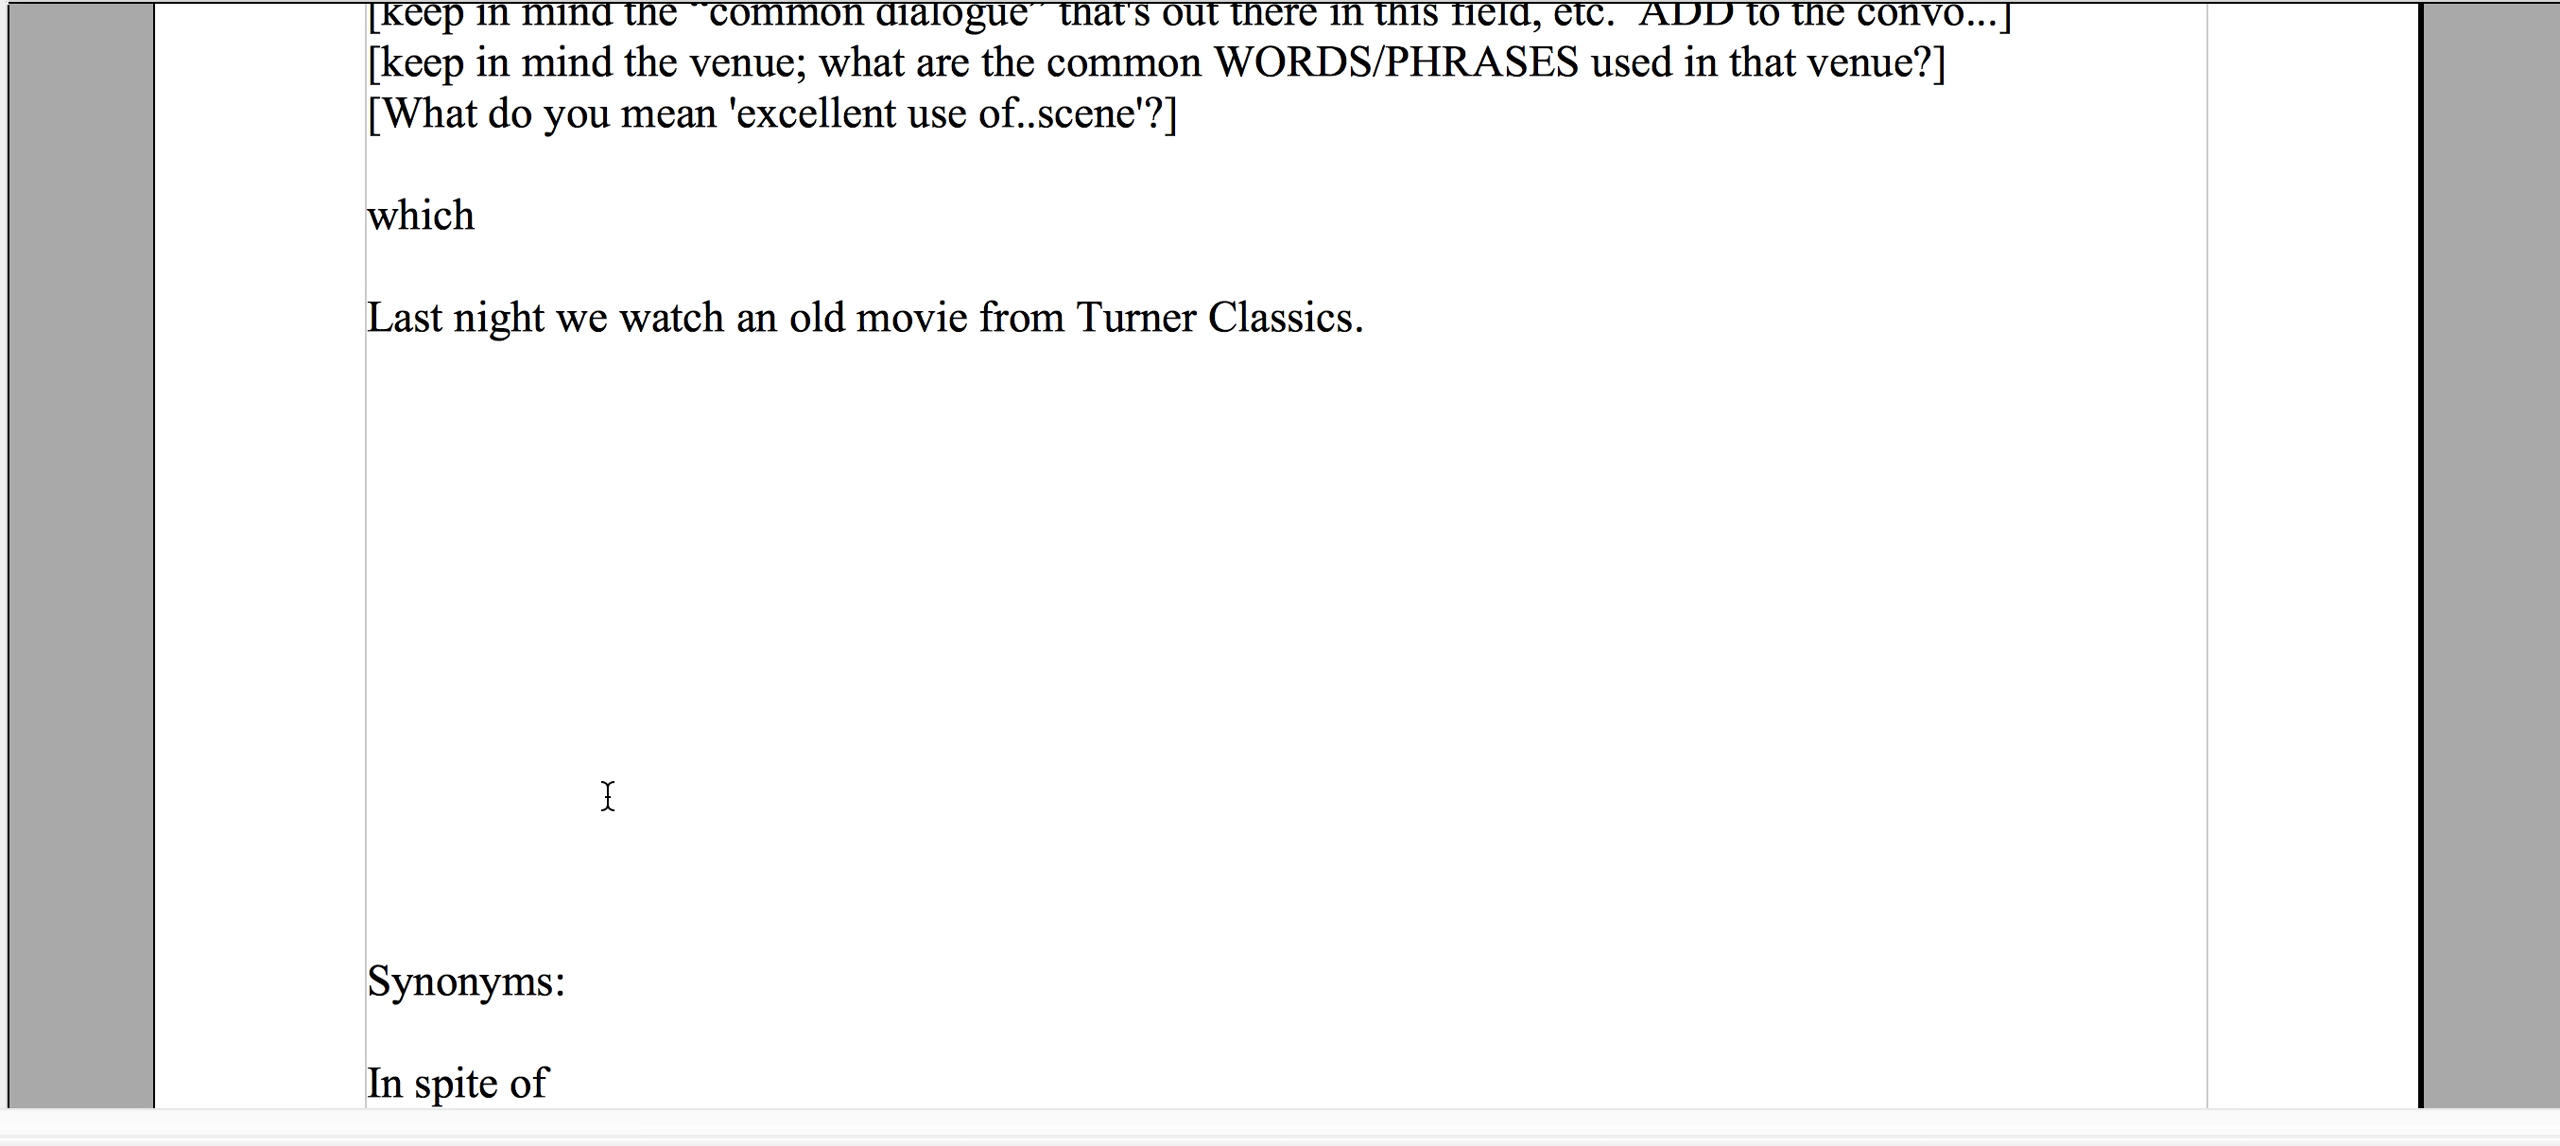 [keep in mind the “common dialogue” that's out there in this field, etc.  ADD to the convo...]
[keep in mind the venue; what are the common WORDS/PHRASES used in that venue?]
[What do you mean 'excellent use of..scene'?]
which
Last night we watch an old movie from Turner Classics.
Synonyms:
In spite of